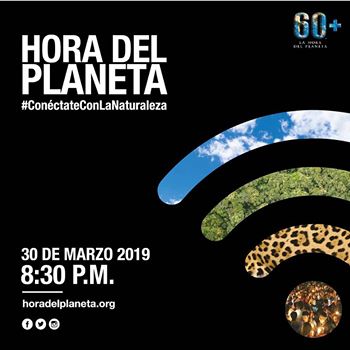 60+
LA HORA
DEL PLANETA
HORA DEL
PLANETA
#ConéctateConLaNaturaleza
30 DE MARZO 2019
8:30 P.M.
horadelplaneta.org